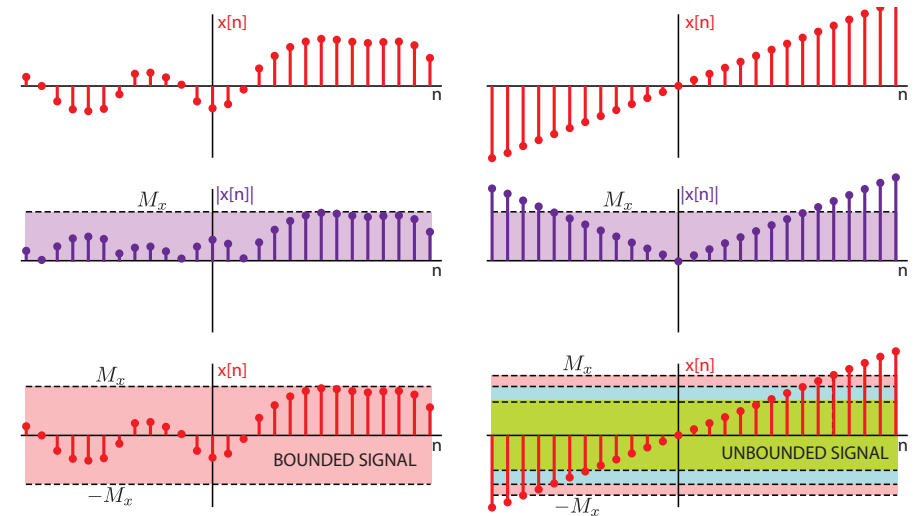 x[n]
n
x[n]
n
M_x
|x[n]|
n
M_x
|x[n]|
n
M_x
x[n]
n
BOUNDED SIGNAL
−M_x
M_x
x[n]
n
UNBOUNDED SIGNAL
−M_x